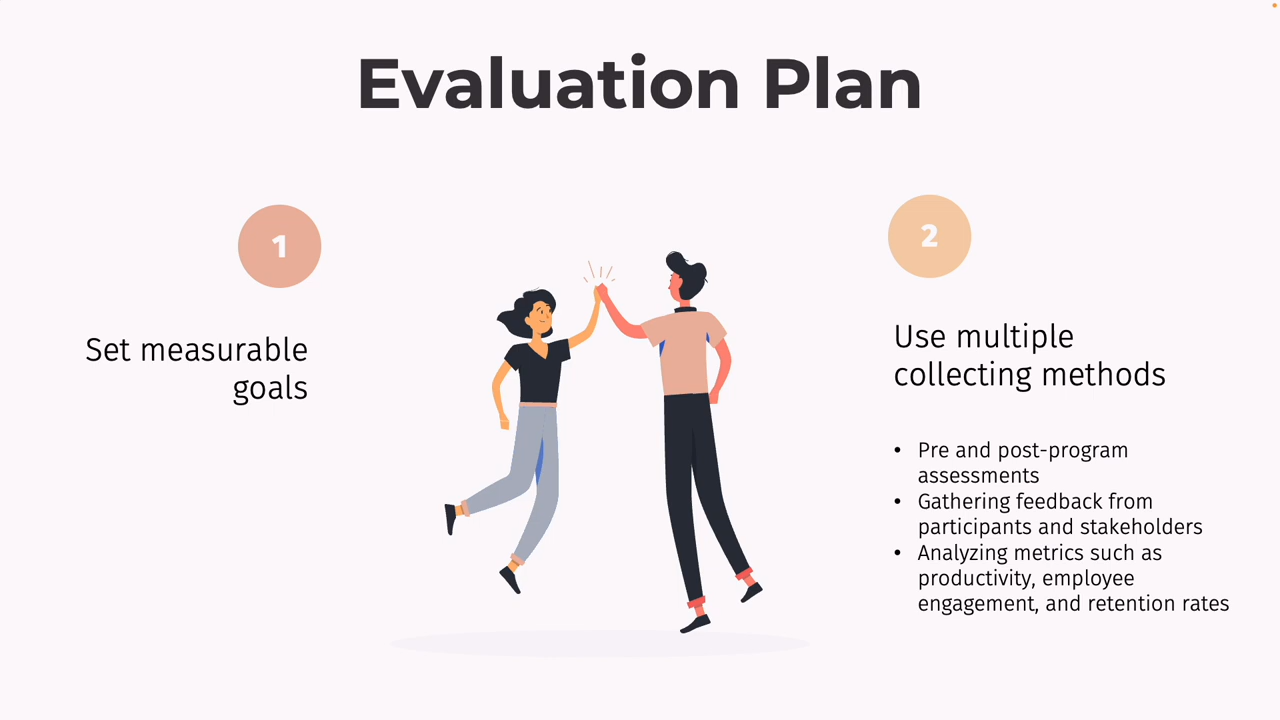 Evaluation Plan
1
Set measurable
goals
2
Use multiple
collecting methods
• Pre and post-program
assessments
• Gathering feedback from
participants and stakeholders
• Analyzing metrics such as
productivity, employee
engagement, and retention rates